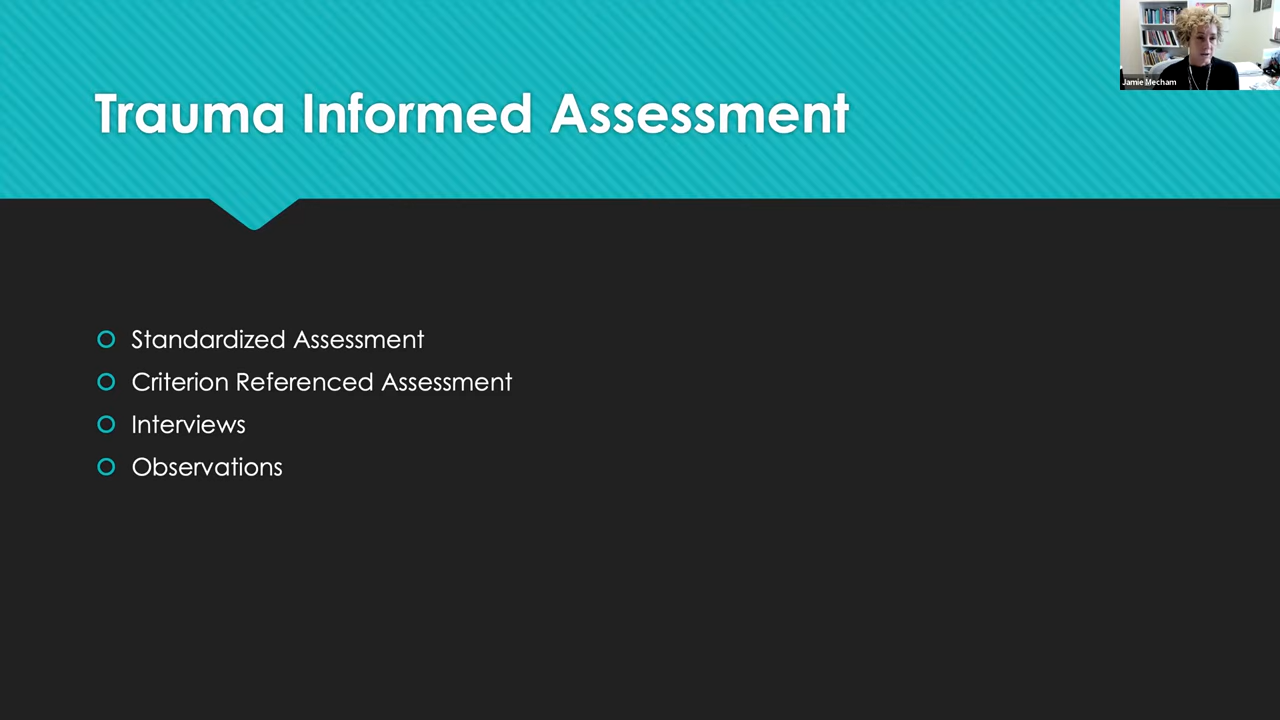 Jamie Mecham
Trauma Informed Assessment
Standardized Assessment
Criterion Referenced Assessment
Interviews
Observations